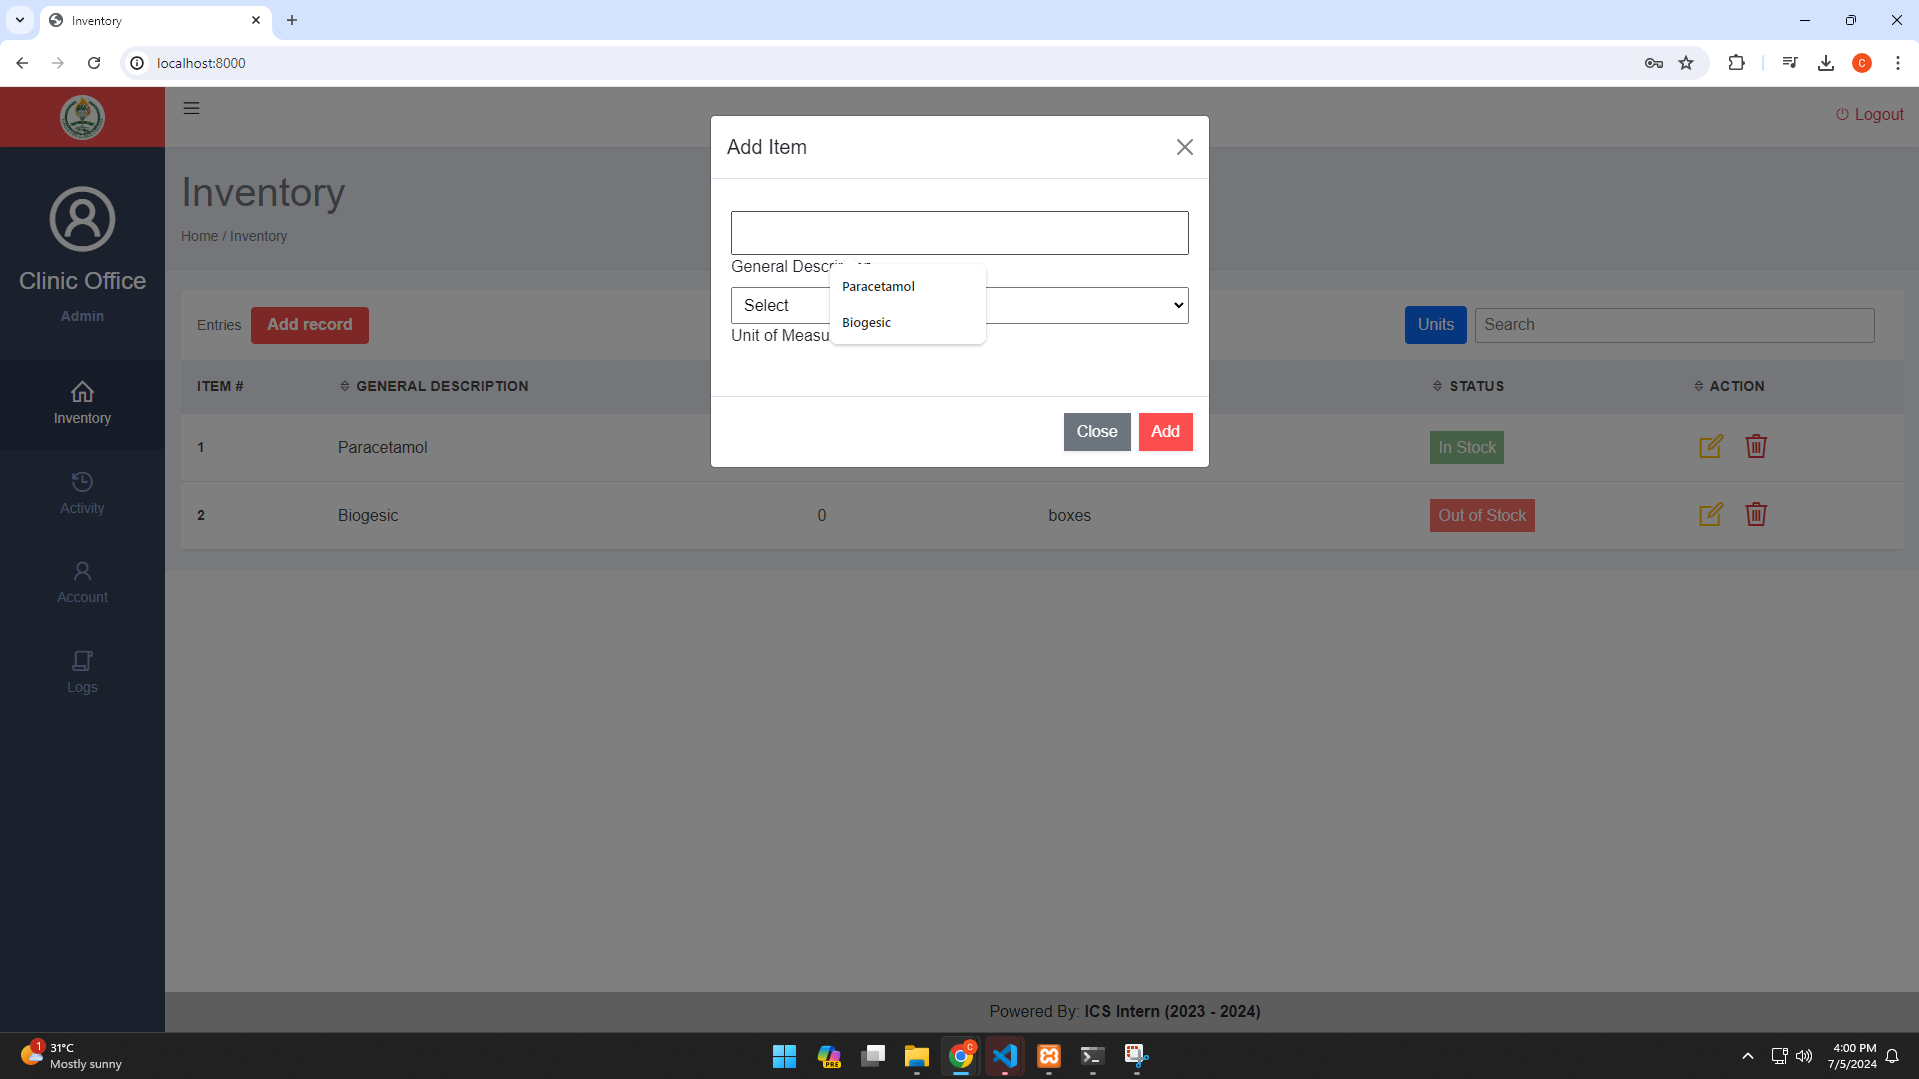 Inventory
localhost:8000
C
Logout
Add Item
Inventory
Home / Inventory
Clinic Office
Admin
General Descrip
Paracetamol
Select
Biogesic
Unit of Measu
Entries
Add record
Units
Search
ITEM #
GENERAL DESCRIPTION
STATUS
ACTION
Close
Add
1
Paracetamol
In Stock
2
Biogesic
0
boxes
Out of Stock
Inventory
Activity
Account
Logs
Powered By: ICS Intern (2023 - 2024)
1
31°C
Mostly sunny
PRE
C
4:00 PM
7/5/2024